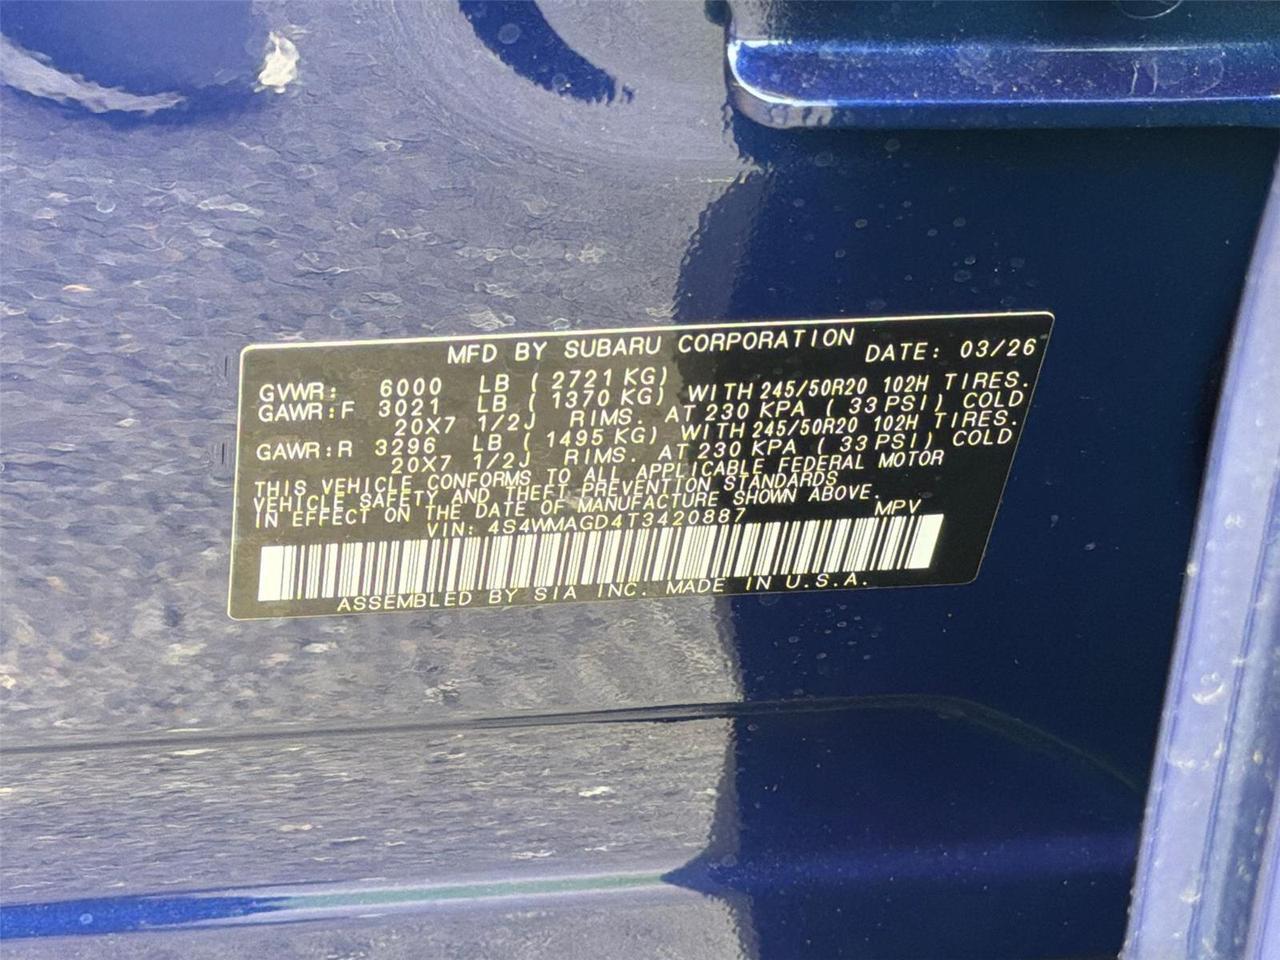 MFD BY SUBARU CORPORATION DATE: 03/26
GVWR: 6000 LB ( 2721 KG)
GAWR:F 3021 LB ( 1370 KG) WITH 245/50R20 102H TIRES.
20X7 1/2J RIMS. AT 230 KPA ( 33 PSI) COLD
GAWR:R 3296 LB ( 1495 KG) WITH 245/50R20 102H TIRES.
20X7 1/2J RIMS. AT 230 KPA ( 33 PSI) COLD
THIS VEHICLE CONFORMS TO ALL APPLICABLE FEDERAL MOTOR
VEHICLE SAFETY AND THEFT PREVENTION STANDARDS
IN EFFECT ON THE DATE OF MANUFACTURE SHOWN ABOVE.
VIN: 4S4WMAGD4T3420887 MPV
ASSEMBLED BY SIA INC. MADE IN U.S.A.